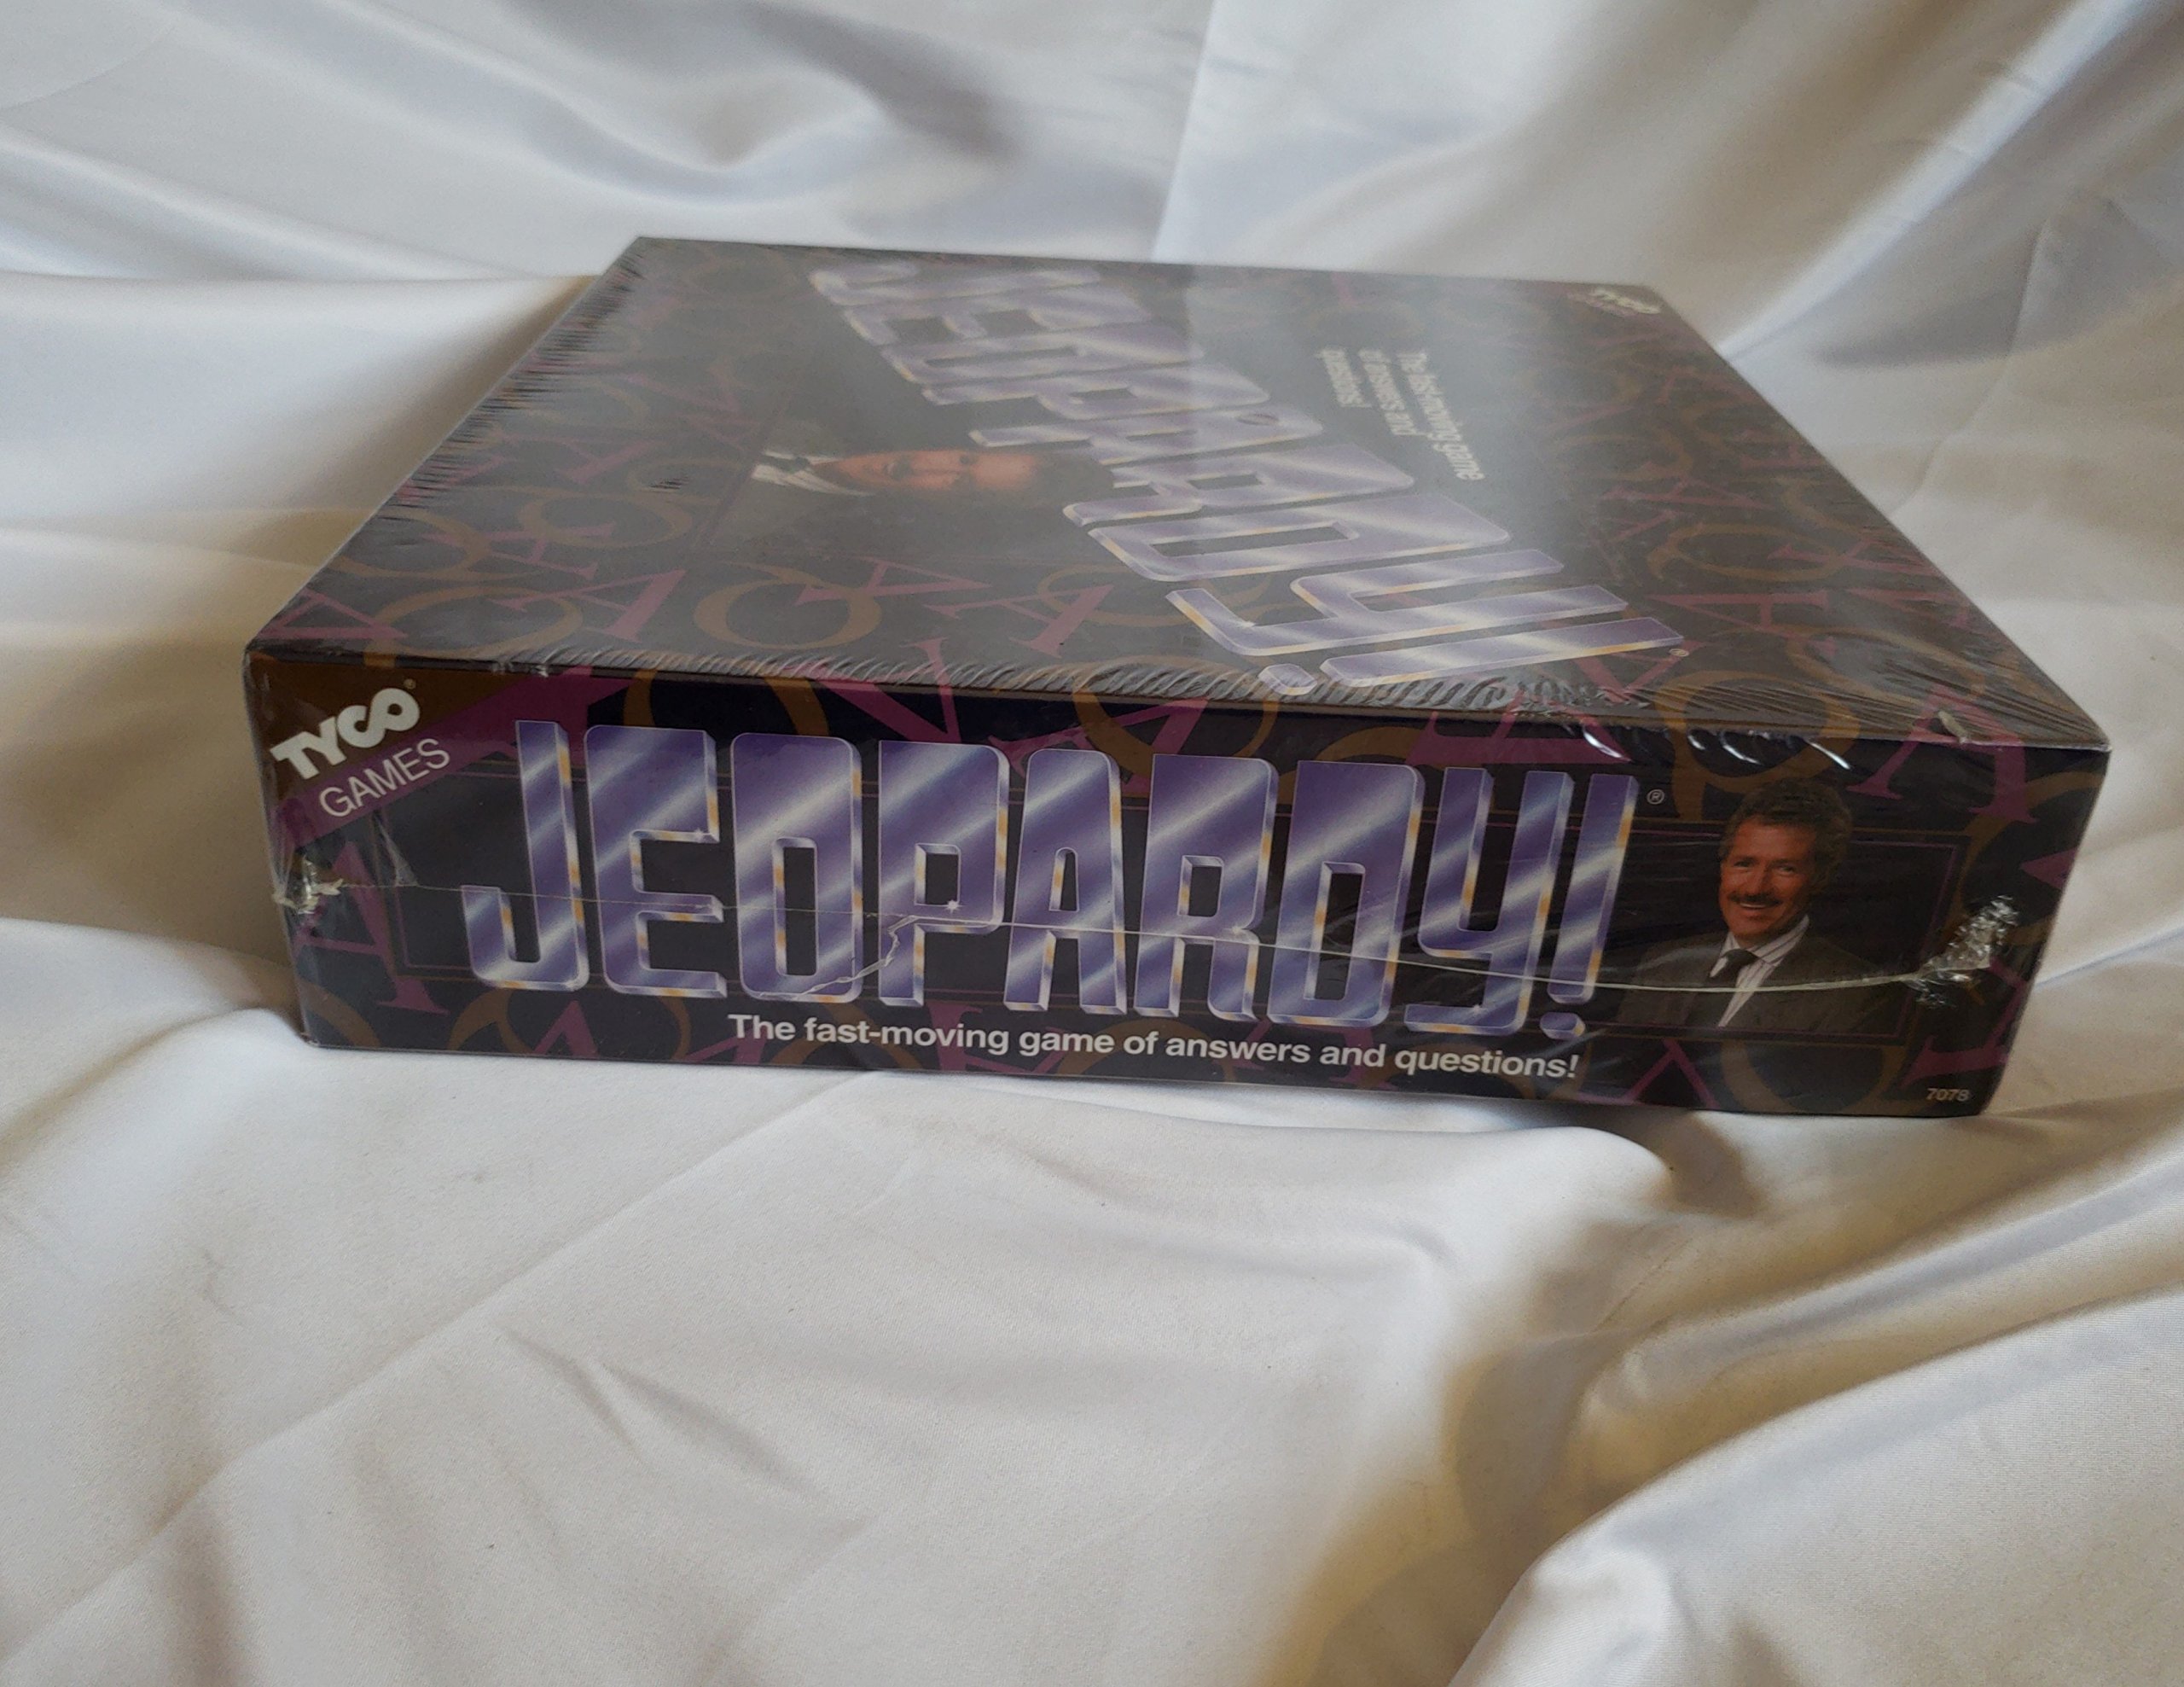 TYCO
JEOPARDY!®
The fast-moving game
of answers and
questions!
TYCO®
GAMES
JEOPARDY!®
The fast-moving game of answers and questions!
7078